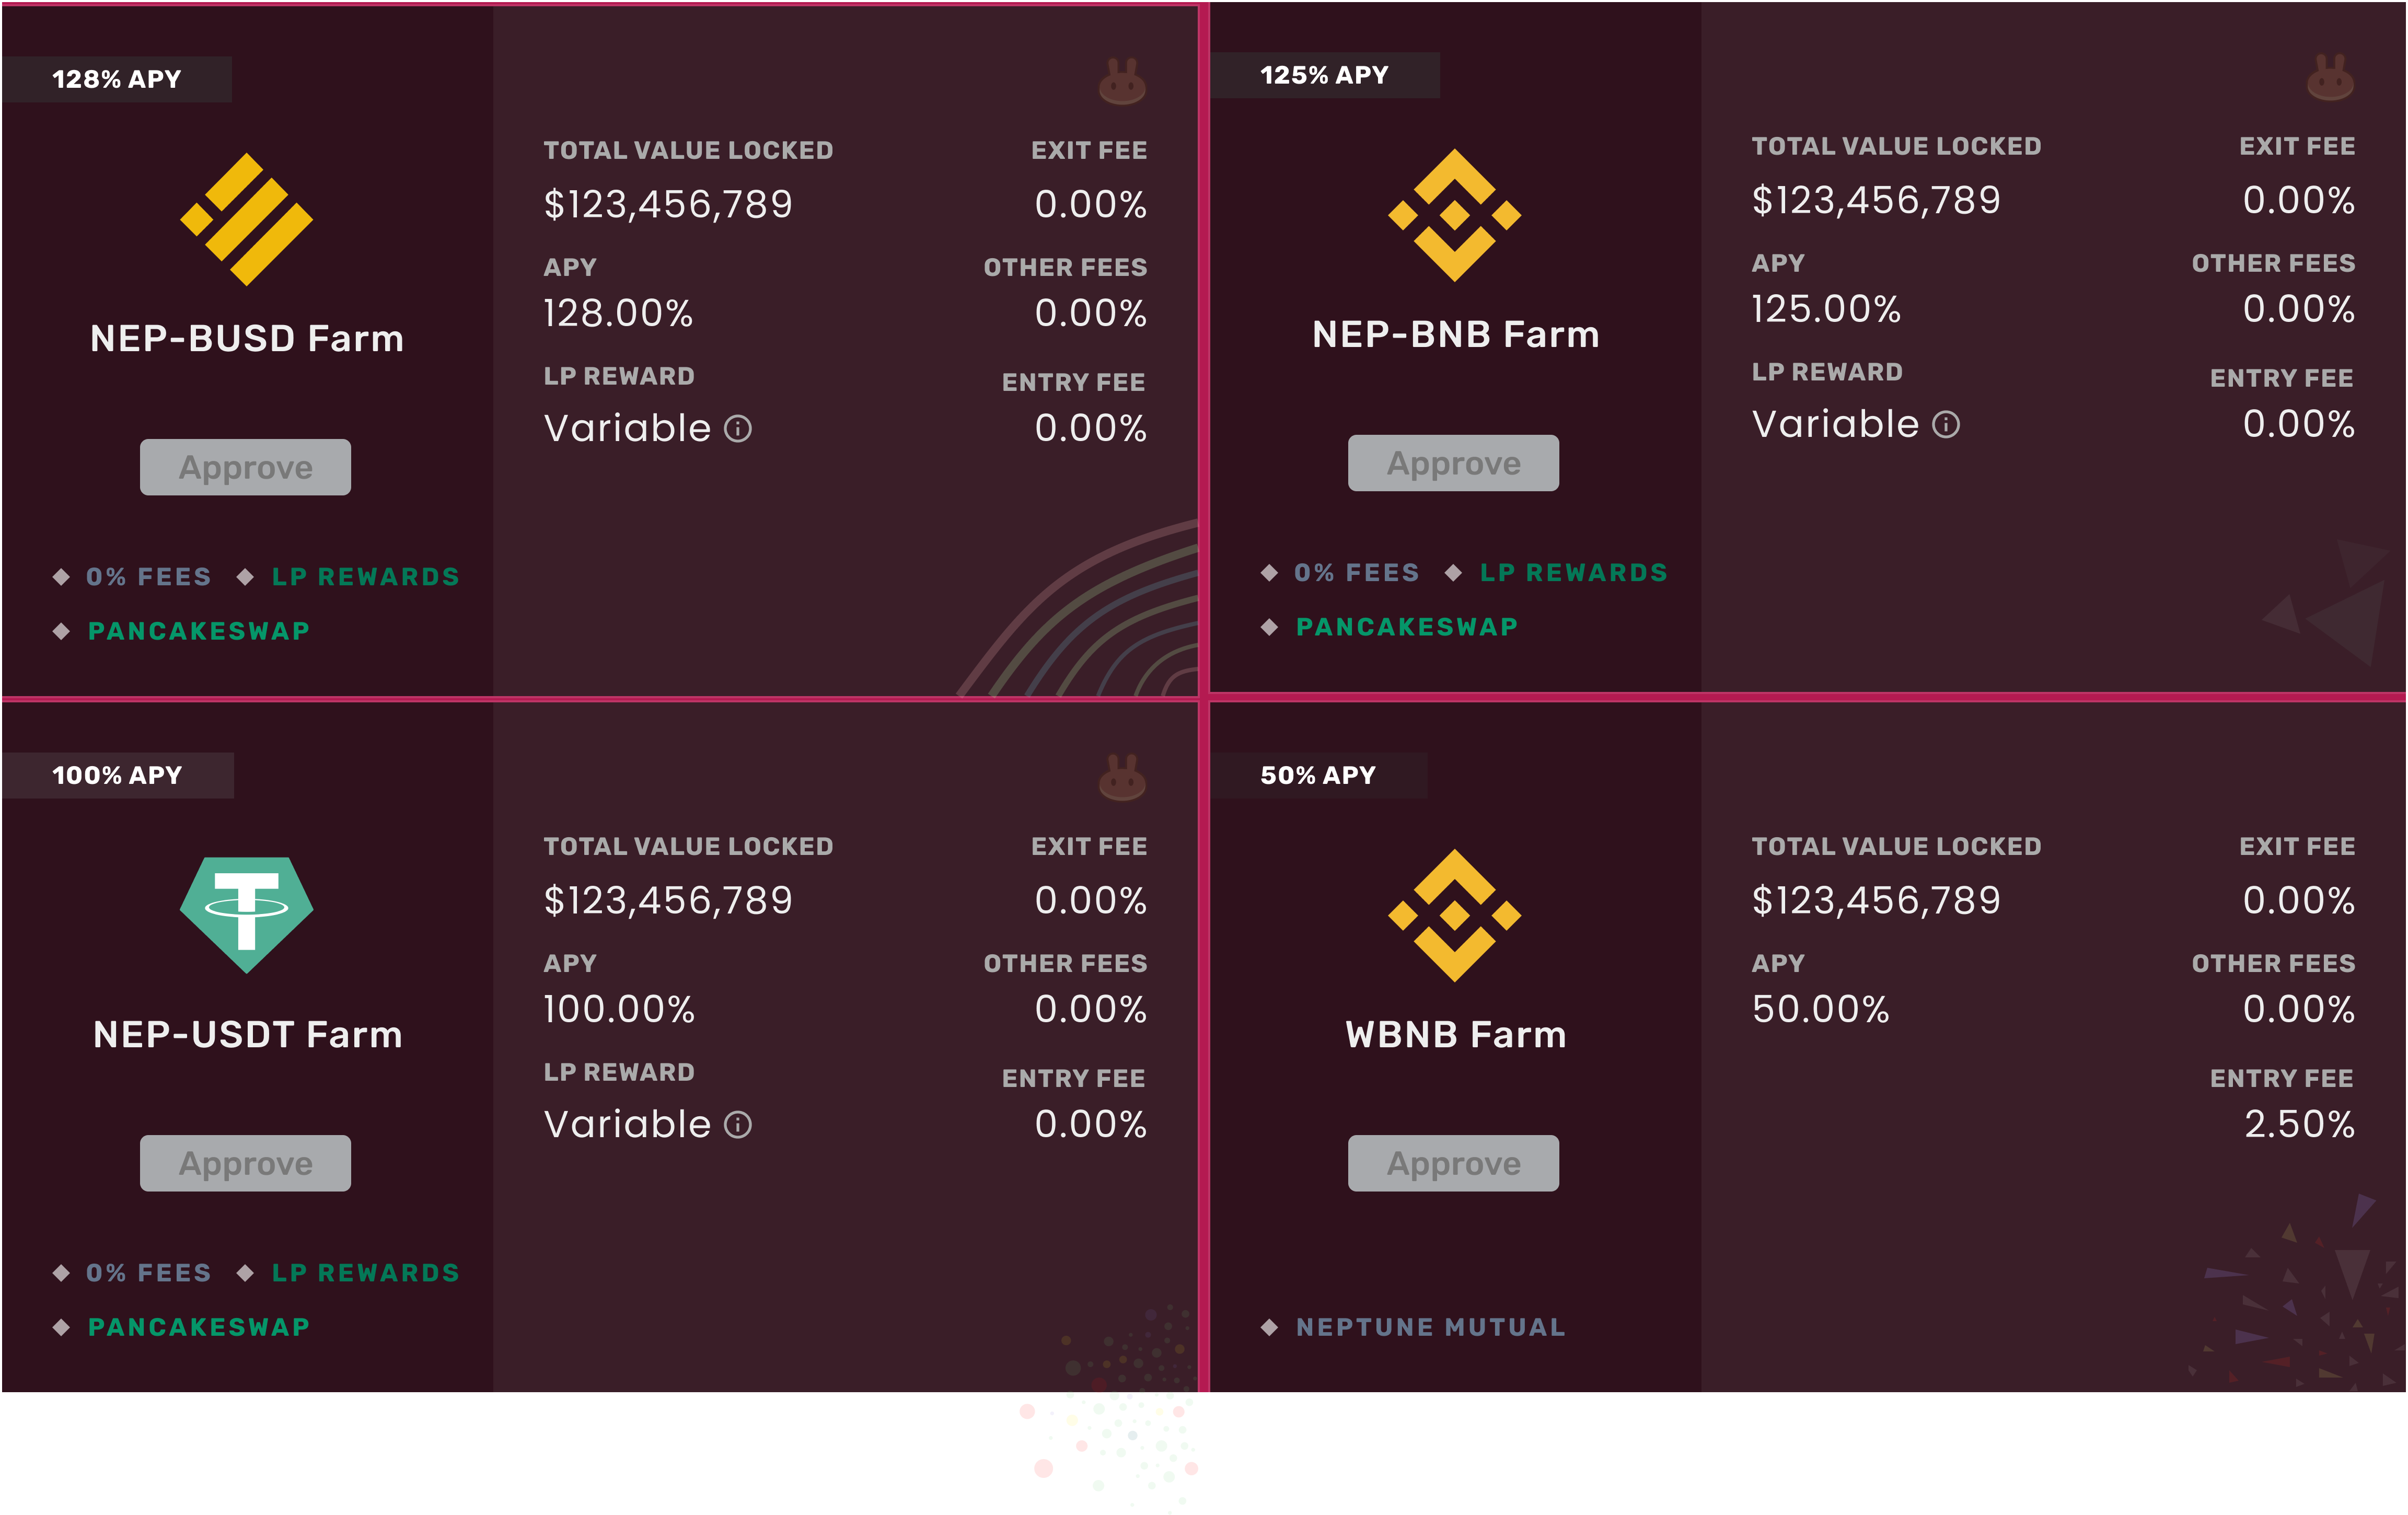 128% APY
NEP-BUSD Farm
Approve
0% FEES LP REWARDS
PANCAKESWAP
TOTAL VALUE LOCKED EXIT FEE
$123,456,789 0.00%
APY OTHER FEES
128.00% 0.00%
LP REWARD ENTRY FEE
Variable 0.00%
125% APY
NEP-BNB Farm
Approve
0% FEES LP REWARDS
PANCAKESWAP
TOTAL VALUE LOCKED EXIT FEE
$123,456,789 0.00%
APY OTHER FEES
125.00% 0.00%
LP REWARD ENTRY FEE
Variable 0.00%
100% APY
NEP-USDT Farm
Approve
0% FEES LP REWARDS
PANCAKESWAP
TOTAL VALUE LOCKED EXIT FEE
$123,456,789 0.00%
APY OTHER FEES
100.00% 0.00%
LP REWARD ENTRY FEE
Variable 0.00%
50% APY
WBNB Farm
Approve
NEPTUNE MUTUAL
TOTAL VALUE LOCKED EXIT FEE
$123,456,789 0.00%
APY OTHER FEES
50.00% 0.00%
ENTRY FEE
2.50%